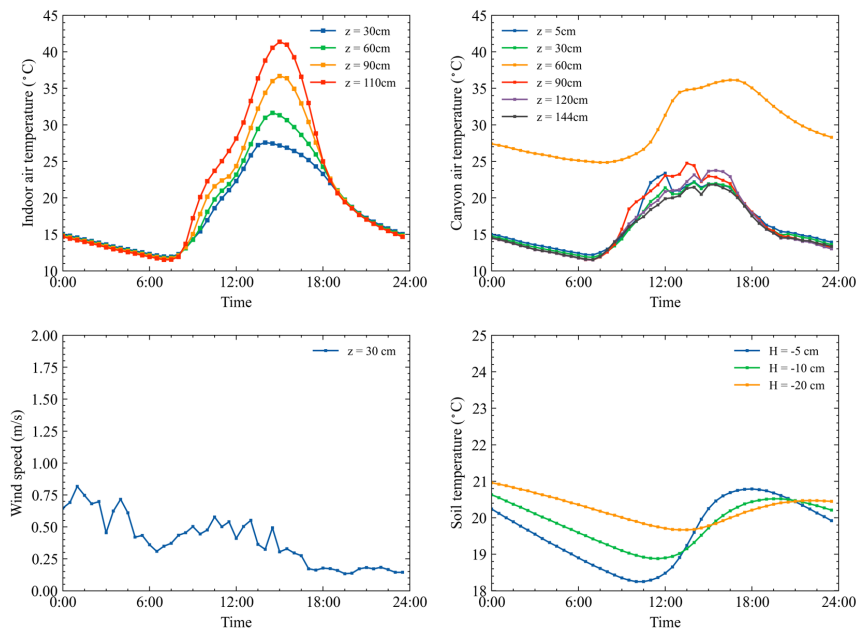 45
40
35
30
25
20
15
10
Indoor air temperature (°C)
z = 30cm
z = 60cm
z = 90cm
z = 110cm
0:00 6:00 12:00 18:00 24:00
Time
45
40
35
30
25
20
15
10
Canyon air temperature (°C)
z = 5cm
z = 30cm
z = 60cm
z = 90cm
z = 120cm
z = 144cm
0:00 6:00 12:00 18:00 24:00
Time
2.00
1.75
1.50
1.25
1.00
0.75
0.50
0.25
0.00
Wind speed (m/s)
z = 30 cm
0:00 6:00 12:00 18:00 24:00
Time
25
24
23
22
21
20
19
18
Soil temperature (°C)
H = -5 cm
H = -10 cm
H = -20 cm
0:00 6:00 12:00 18:00 24:00
Time